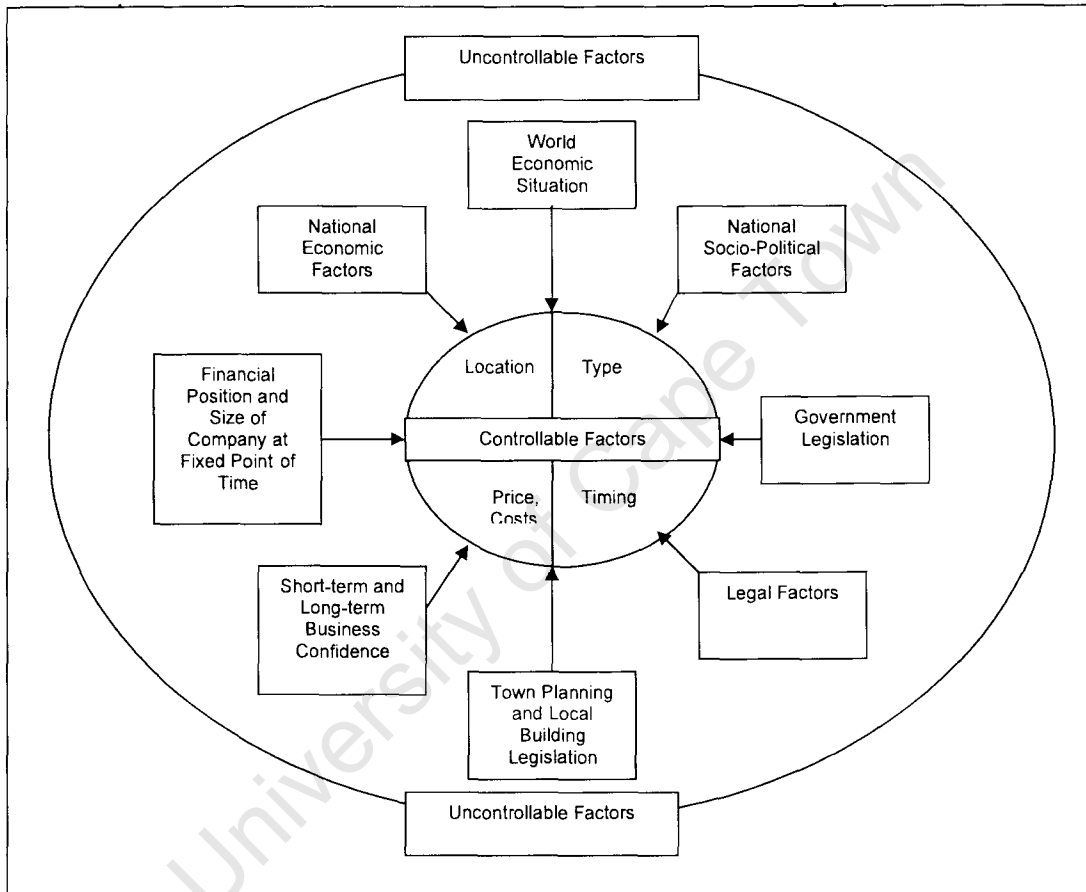 Uncontrollable Factors
World
Economic
Situation
National
Economic
Factors
National
Socio-Political
Factors
Location
Type
Financial
Position and
Size of
Company at
Fixed Point of
Time
Controllable Factors
Government
Legislation
Price,
Costs
Timing
Short-term and
Long-term
Business
Confidence
Legal Factors
Town Planning
and Local
Building
Legislation
Uncontrollable Factors
University of Cape Town